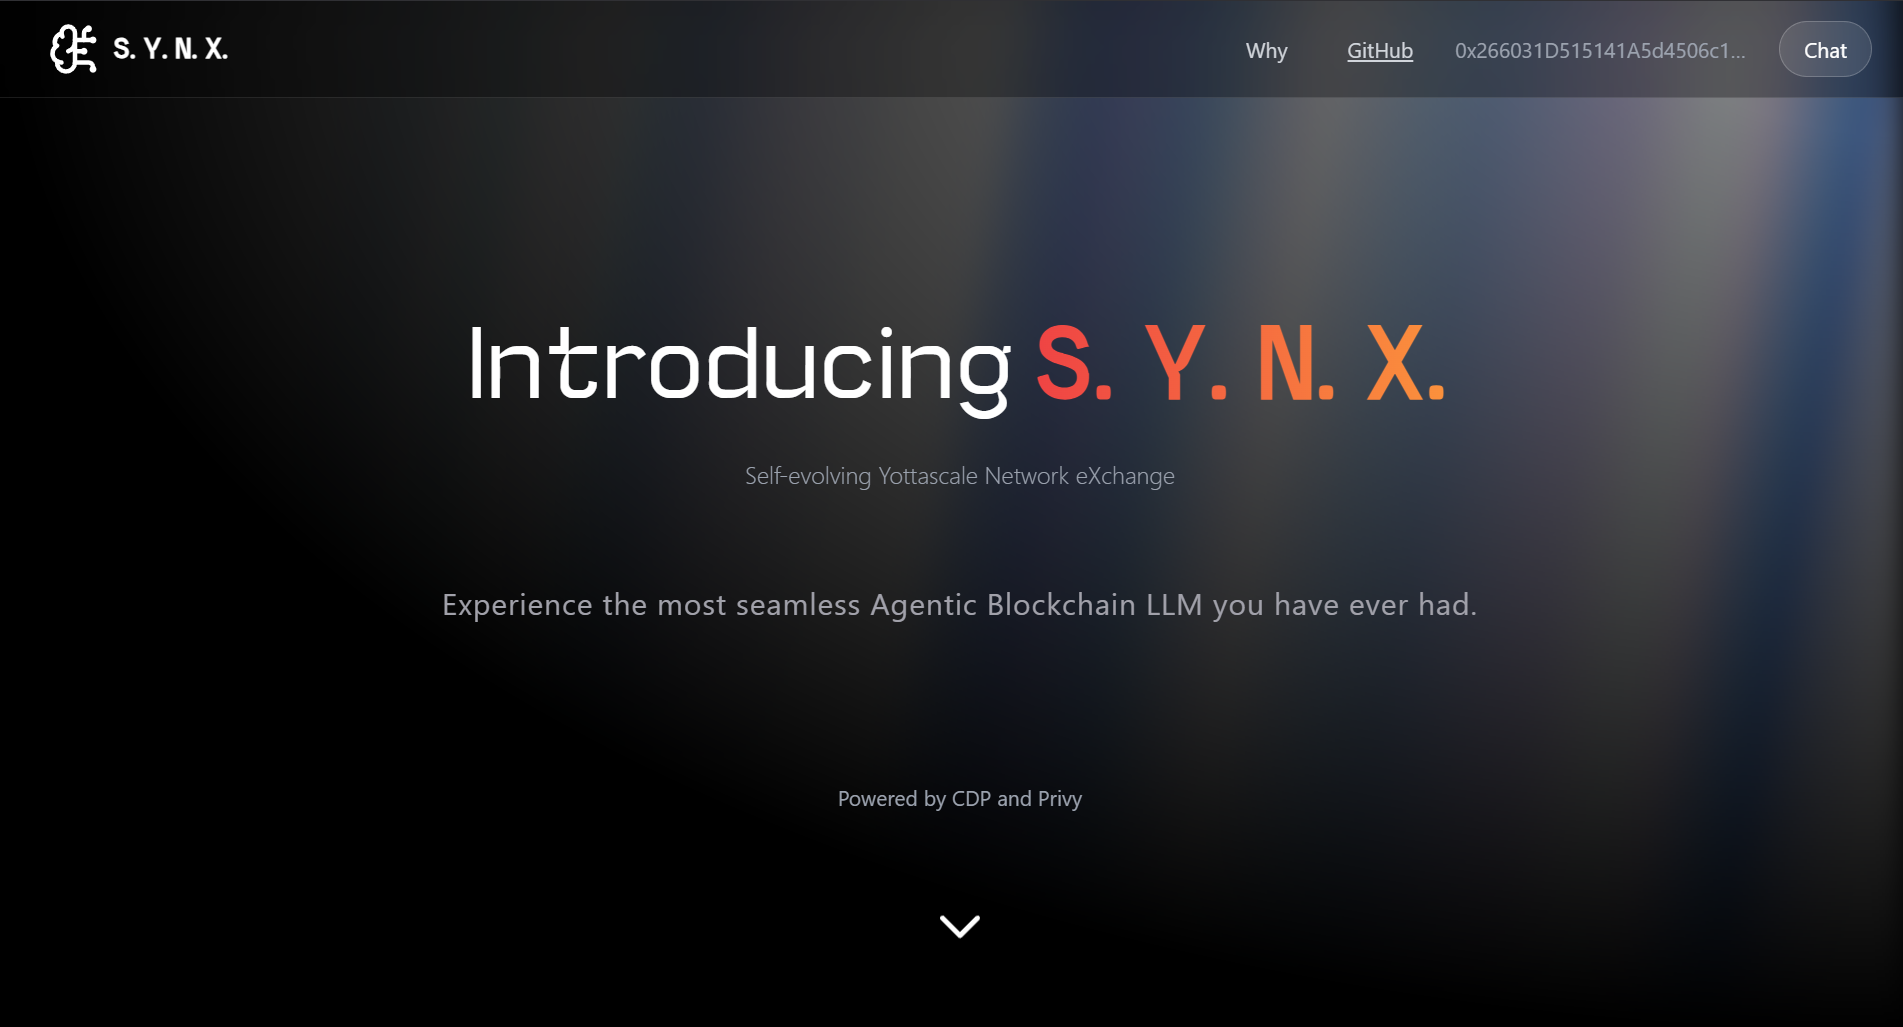 S. Y. N. X.
Why
GitHub
0x266031D515141A5d4506c1...
Chat
Introducing S. Y. N. X.
Self-evolving Yottascale Network eXchange
Experience the most seamless Agentic Blockchain LLM you have ever had.
Powered by CDP and Privy